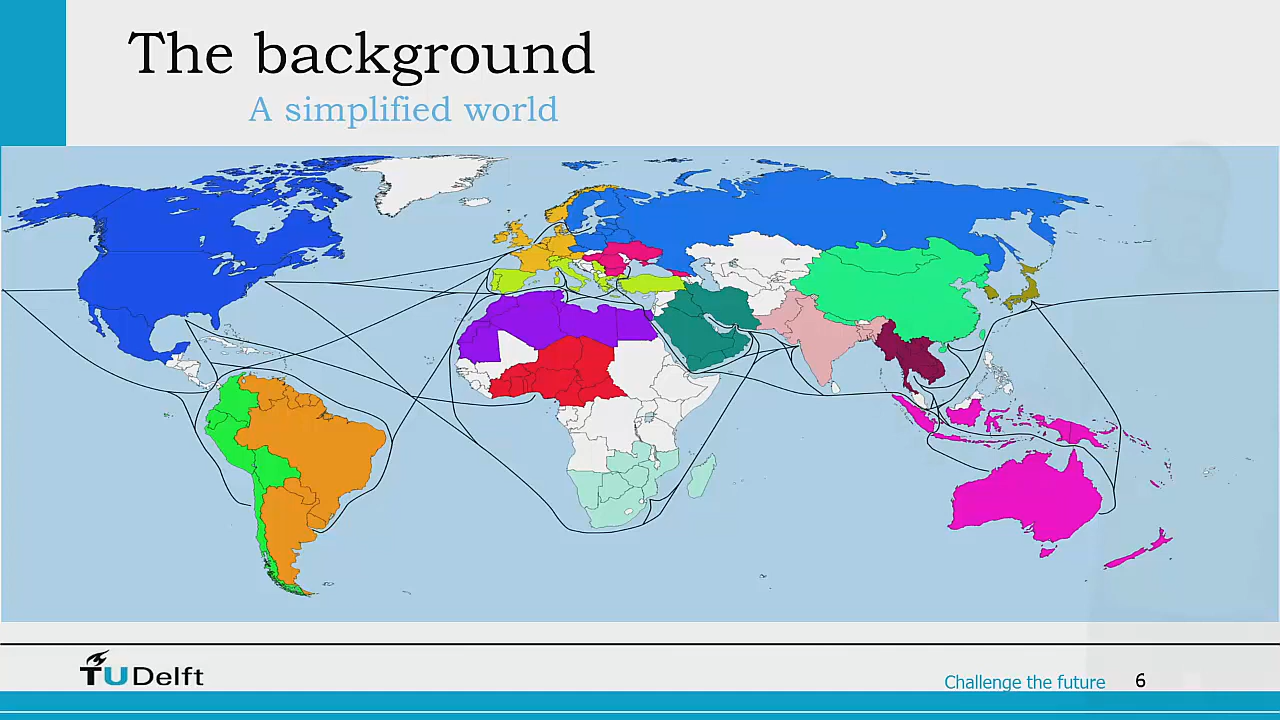 The background
A simplified world
TUDelft
Challenge the future 6